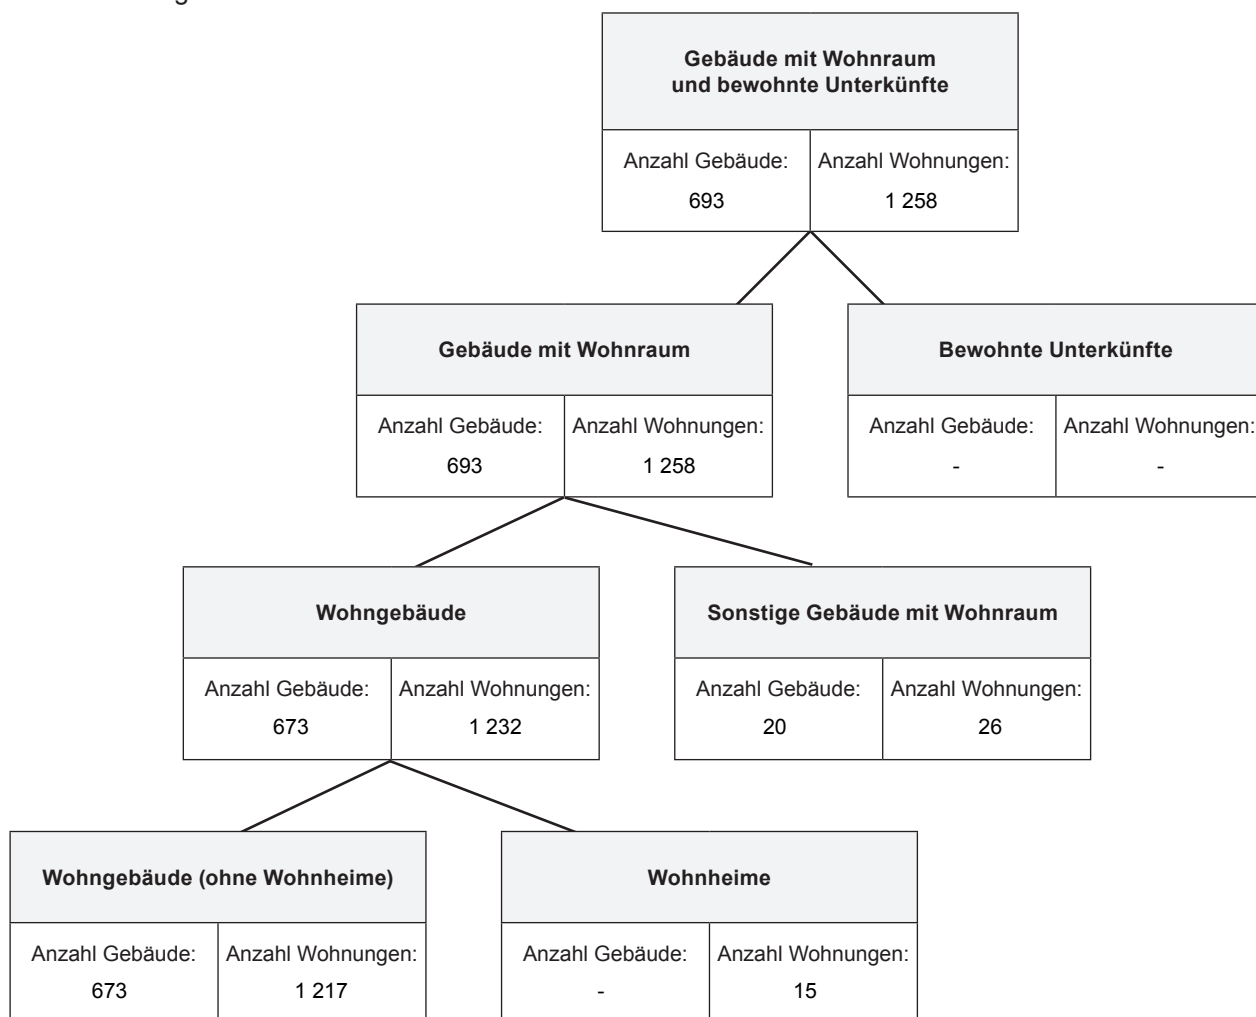 Gebäude mit Wohnraum
und bewohnte Unterkünfte
Anzahl Gebäude: Anzahl Wohnungen:
693 1 258
Gebäude mit Wohnraum Bewohnte Unterkünfte
Anzahl Gebäude: Anzahl Wohnungen: Anzahl Gebäude: Anzahl Wohnungen:
693 1 258 - -
Wohngebäude Sonstige Gebäude mit Wohnraum
Anzahl Gebäude: Anzahl Wohnungen: Anzahl Gebäude: Anzahl Wohnungen:
673 1 232 20 26
Wohngebäude (ohne Wohnheime) Wohnheime
Anzahl Gebäude: Anzahl Wohnungen: Anzahl Gebäude: Anzahl Wohnungen:
673 1 217 - 15